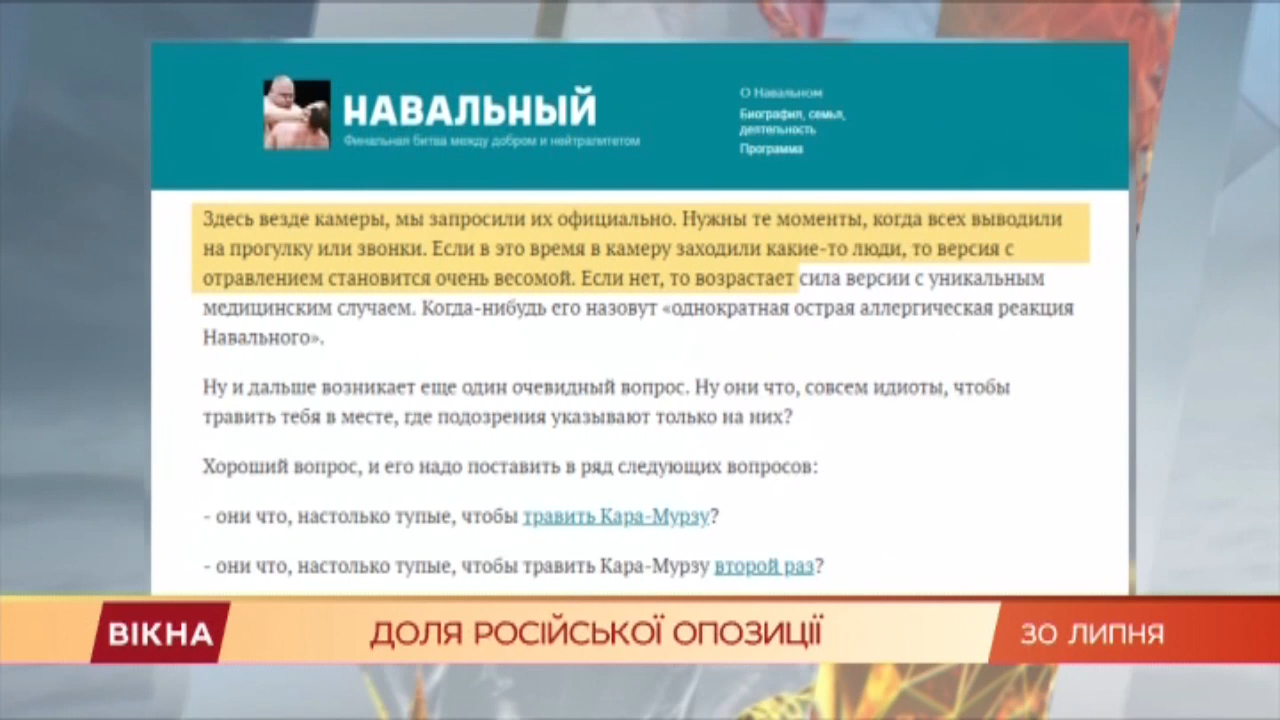 НАВАЛЬНЫЙ
Финальная битва между добром и нейтралитетом
О Навальном
Биография, семья,
деятельность
Программа
Здесь везде камеры, мы запросили их официально. Нужны те моменты, когда всех выводили
на прогулку или звонки. Если в это время в камеру заходили какие-то люди, то версия с
отравлением становится очень весомой. Если нет, то возрастает сила версии с уникальным
медицинским случаем. Когда-нибудь его назовут «однократная острая аллергическая реакция
Навального».
Ну и дальше возникает еще один очевидный вопрос. Ну они что, совсем идиоты, чтобы
травить тебя в месте, где подозрения указывают только на них?
Хороший вопрос, и его надо поставить в ряд следующих вопросов:
- они что, настолько тупые, чтобы травить Кара-Мурзу?
- они что, настолько тупые, чтобы травить Кара-Мурзу второй раз?
ВІКНА
ДОЛЯ РОСІЙСЬКОЇ ОПОЗИЦІЇ
30 ЛИПНЯ